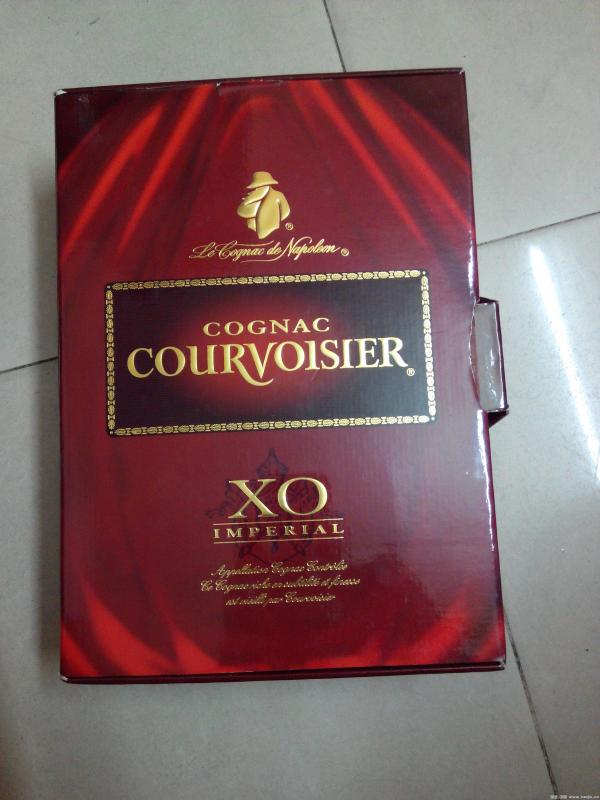 ®
Le Cognac de Napoleon ®
COGNAC
COURVOISIER ®
XO
IMPERIAL
Appellation Cognac Contrôlée
Ce Cognac riche en subtilité et finesse
est vieilli par Courvoisier